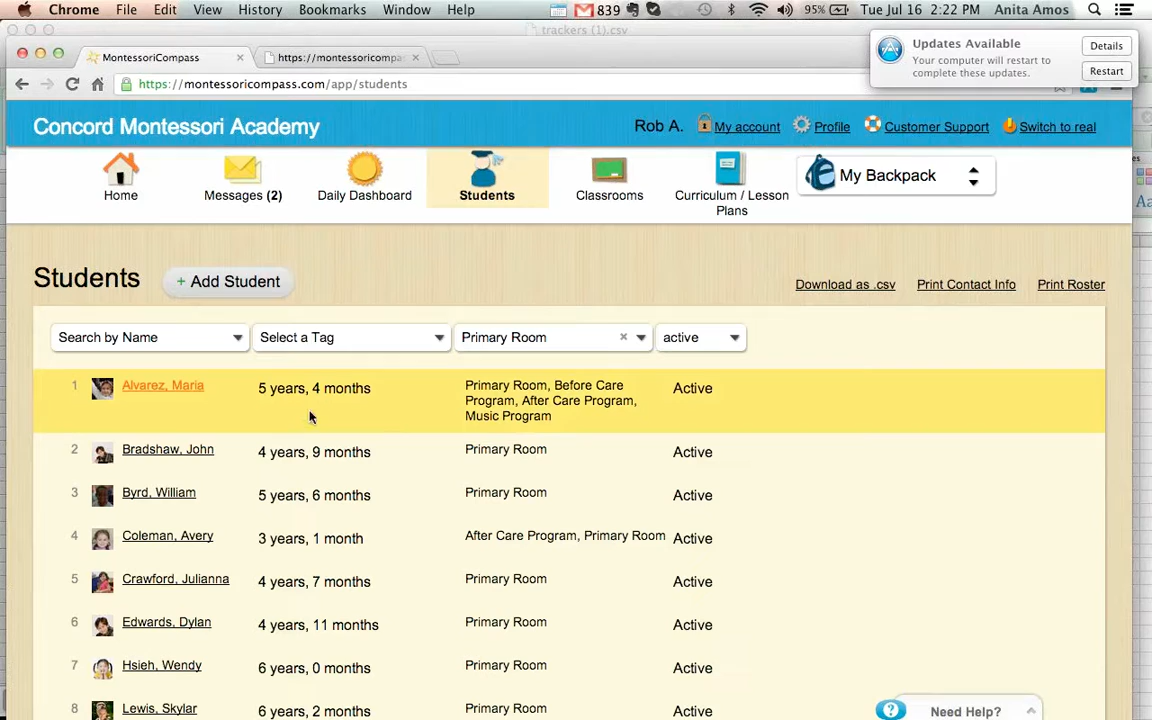 Chrome File Edit View History Bookmarks Window Help 839 95% Tue Jul 16 2:22 PM Anita Amos
trackers (1).csv
MontessoriCompass × https://montessoricompa ×
Updates Available
Your computer will restart to complete these updates.
Details
Restart
https://montessoricompass.com/app/students
Concord Montessori Academy Rob A. My account Profile Customer Support Switch to real
Home Messages (2) Daily Dashboard Students Classrooms Curriculum / Lesson Plans My Backpack
Students + Add Student Download as .csv Print Contact Info Print Roster
Search by Name Select a Tag Primary Room × active
1 Alvarez, Maria 5 years, 4 months Primary Room, Before Care Active
Program, After Care Program,
Music Program
2 Bradshaw, John 4 years, 9 months Primary Room Active
3 Byrd, William 5 years, 6 months Primary Room Active
4 Coleman, Avery 3 years, 1 month After Care Program, Primary Room Active
5 Crawford, Julianna 4 years, 7 months Primary Room Active
6 Edwards, Dylan 4 years, 11 months Primary Room Active
7 Hsieh, Wendy 6 years, 0 months Primary Room Active
8 Lewis, Skylar 6 years, 2 months Primary Room Active
? Need Help?